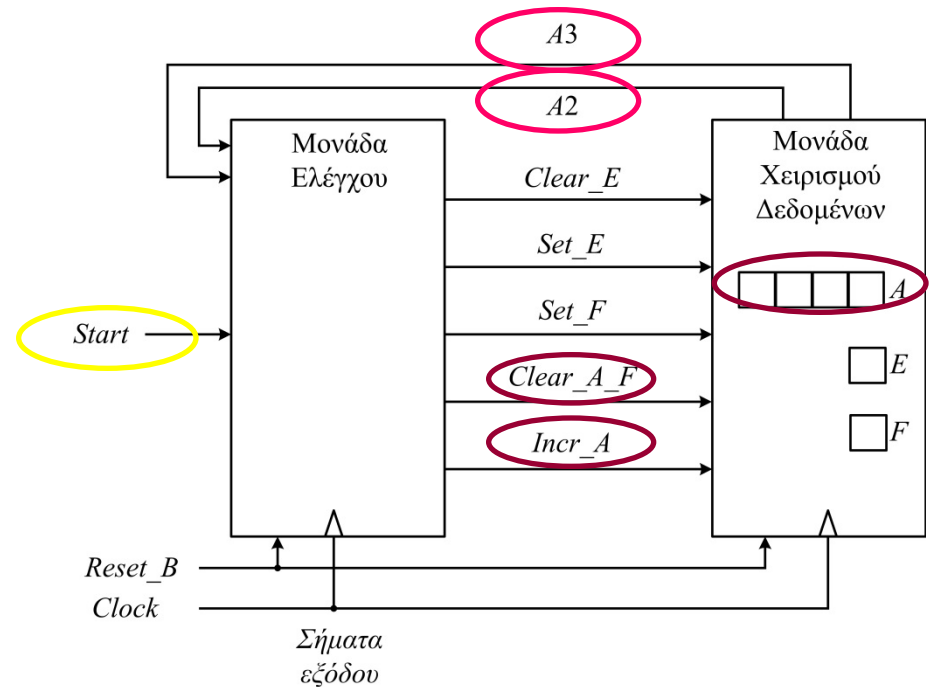 A3
A2
Μονάδα
Ελέγχου
Μονάδα
Χειρισμού
Δεδομένων
Clear_E
Set_E
Set_F
Clear_A_F
Incr_A
Start
A
E
F
Reset_B
Clock
Σήματα
εξόδου